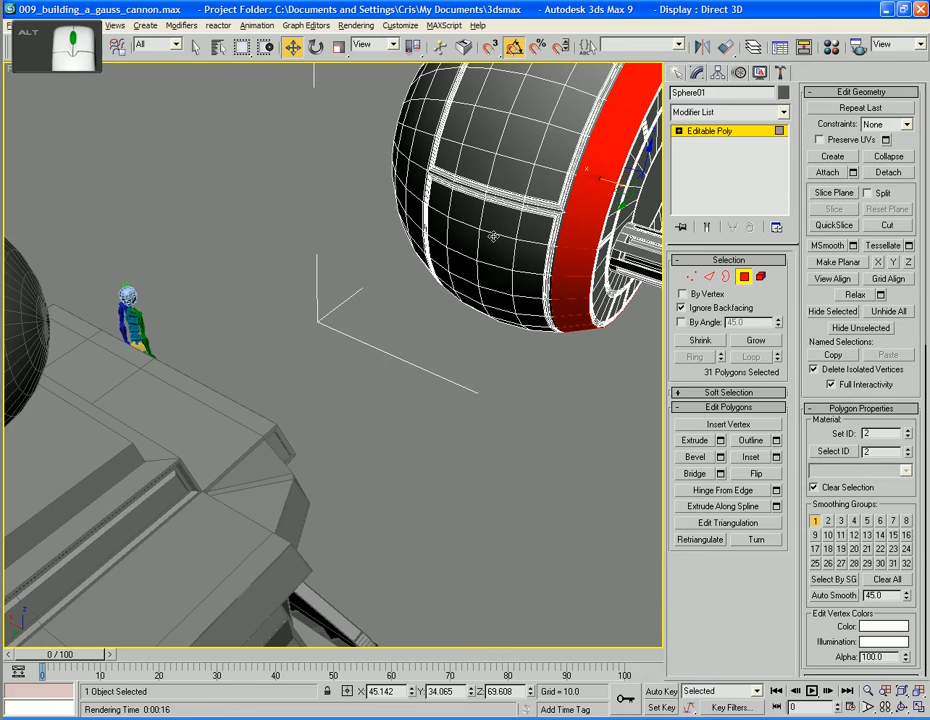 009_building_a_gauss_cannon.max - Project Folder: C:\Documents and Settings\Cris\My Documents\3dsmax - Autodesk 3ds Max 9 - Display : Direct 3D
Create Modifiers reactor Animation Graph Editors Rendering Customize MAXScript Help
ALT
All View View
Sphere01
Modifier List
Editable Poly
Selection
By Vertex
Ignore Backfacing
By Angle: 45.0
Shrink Grow
Ring Loop
31 Polygons Selected
Soft Selection
Edit Polygons
Insert Vertex
Extrude Outline
Bevel Inset
Bridge Flip
Hinge From Edge
Extrude Along Spline
Edit Triangulation
Retriangulate Turn
Edit Geometry
Repeat Last
Constraints: None
Preserve UVs
Create Collapse
Attach Detach
Slice Plane Split
Slice Reset Plane
QuickSlice Cut
MSmooth Tessellate
Make Planar X Y Z
View Align Grid Align
Relax
Hide Selected Unhide All
Hide Unselected
Named Selections:
Copy Paste
Delete Isolated Vertices
Full Interactivity
Polygon Properties
Material:
Set ID: 2
Select ID 2
Clear Selection
Smoothing Groups:
1 2 3 4 5 6 7 8
9 10 11 12 13 14 15 16
17 18 19 20 21 22 23 24
25 26 27 28 29 30 31 32
Select By SG Clear All
Auto Smooth 45.0
Edit Vertex Colors
Color:
Illumination:
Alpha: 100.0
x
z
0 / 100
0 10 20 30 40 50 60 70 80 90 100
1 Object Selected X: 45.142 Y: 34.065 Z: 69.608 Grid = 10.0 Auto Key Selected
Rendering Time 0:00:16 Add Time Tag Set Key Key Filters... 0